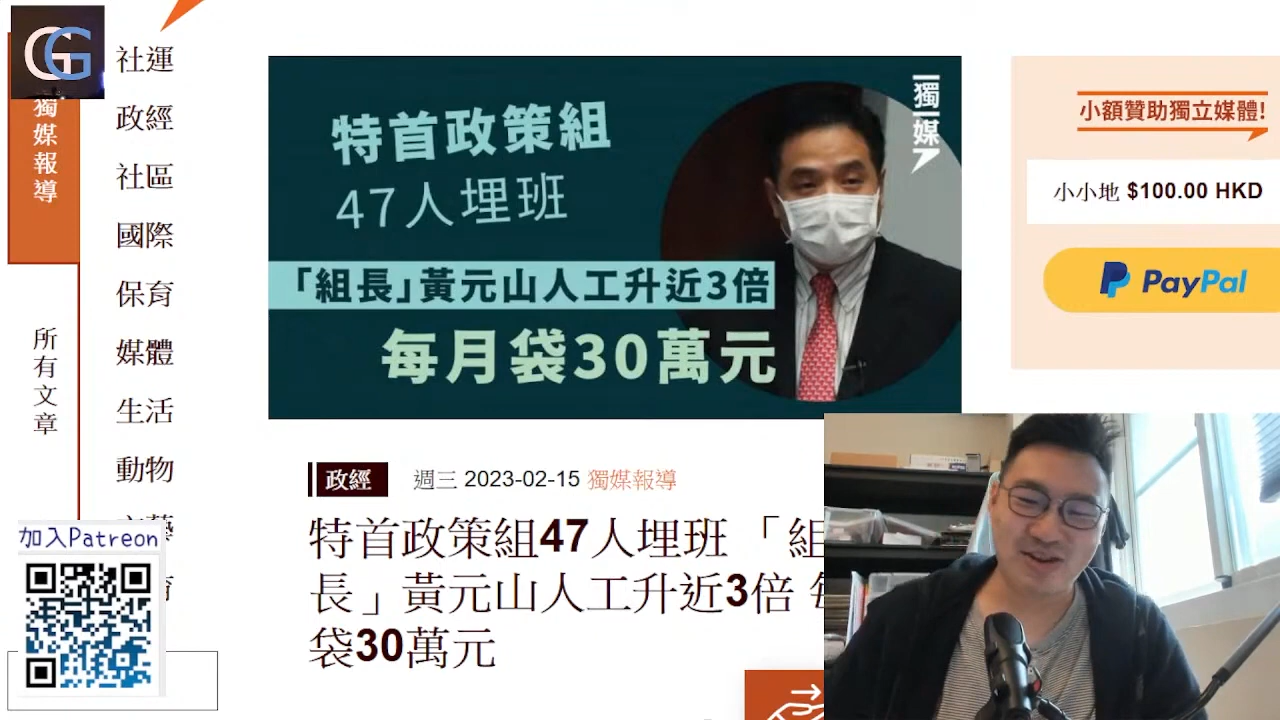 GG
獨媒報導
所有文章
社運
政經
社區
國際
保育
媒體
生活
動物
加入Patreon
特首政策組
47人埋班
「組長」黃元山人工升近3倍
每月袋30萬元
獨媒
小額贊助獨立媒體!
小小地 $100.00 HKD
PayPal
政經 週三 2023-02-15 獨媒報導
特首政策組47人埋班 「組
長」黃元山人工升近3倍
袋30萬元